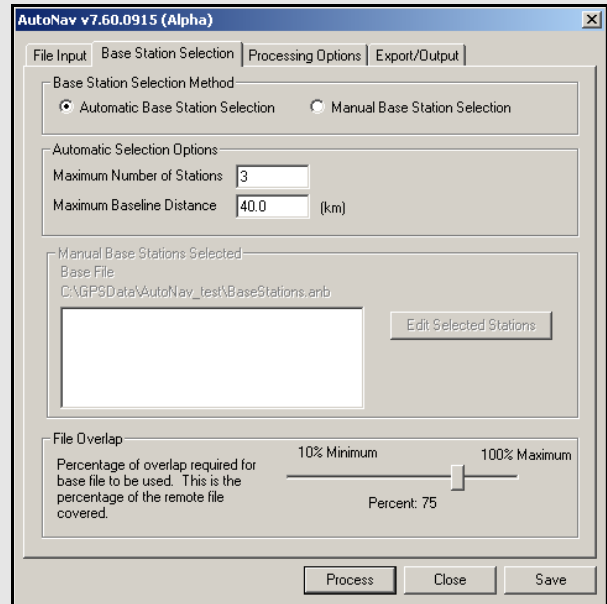 AutoNav v7.60.0915 (Alpha)
File Input Base Station Selection Processing Options Export/Output
Base Station Selection Method
Automatic Base Station Selection Manual Base Station Selection
Automatic Selection Options
Maximum Number of Stations 3
Maximum Baseline Distance 40.0 (km)
Manual Base Stations Selected
Base File
C:\GPSData\AutoNav_test\BaseStations.anb
Edit Selected Stations
File Overlap
Percentage of overlap required for
base file to be used. This is the
percentage of the remote file
covered.
10% Minimum 100% Maximum
Percent: 75
Process Close Save